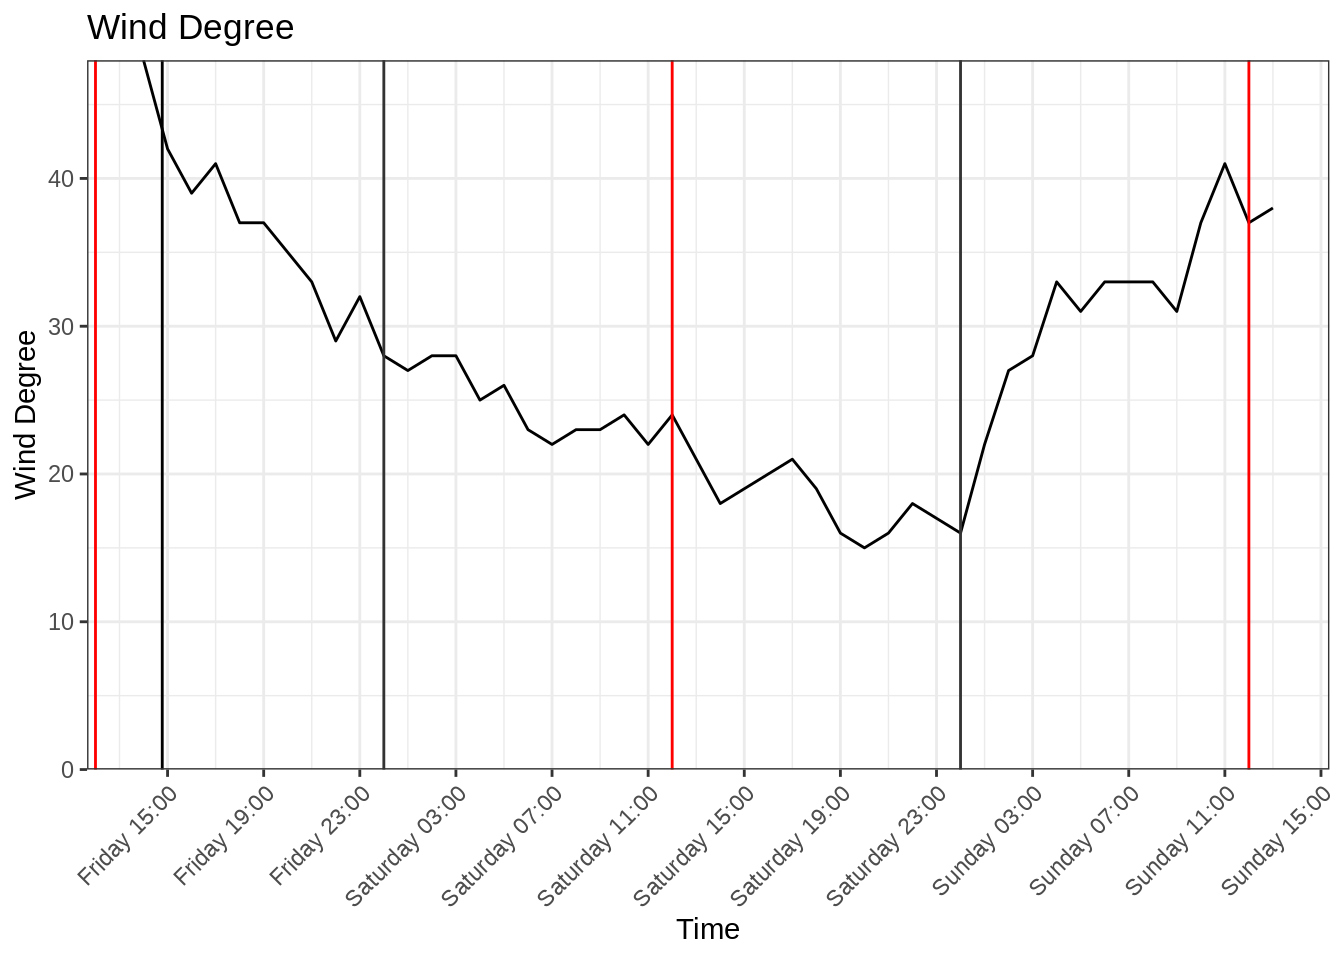 Wind Degree
Wind Degree
40
30
20
10
0
Friday 15:00
Friday 19:00
Friday 23:00
Saturday 03:00
Saturday 07:00
Saturday 11:00
Saturday 15:00
Saturday 19:00
Saturday 23:00
Sunday 03:00
Sunday 07:00
Sunday 11:00
Sunday 15:00
Time